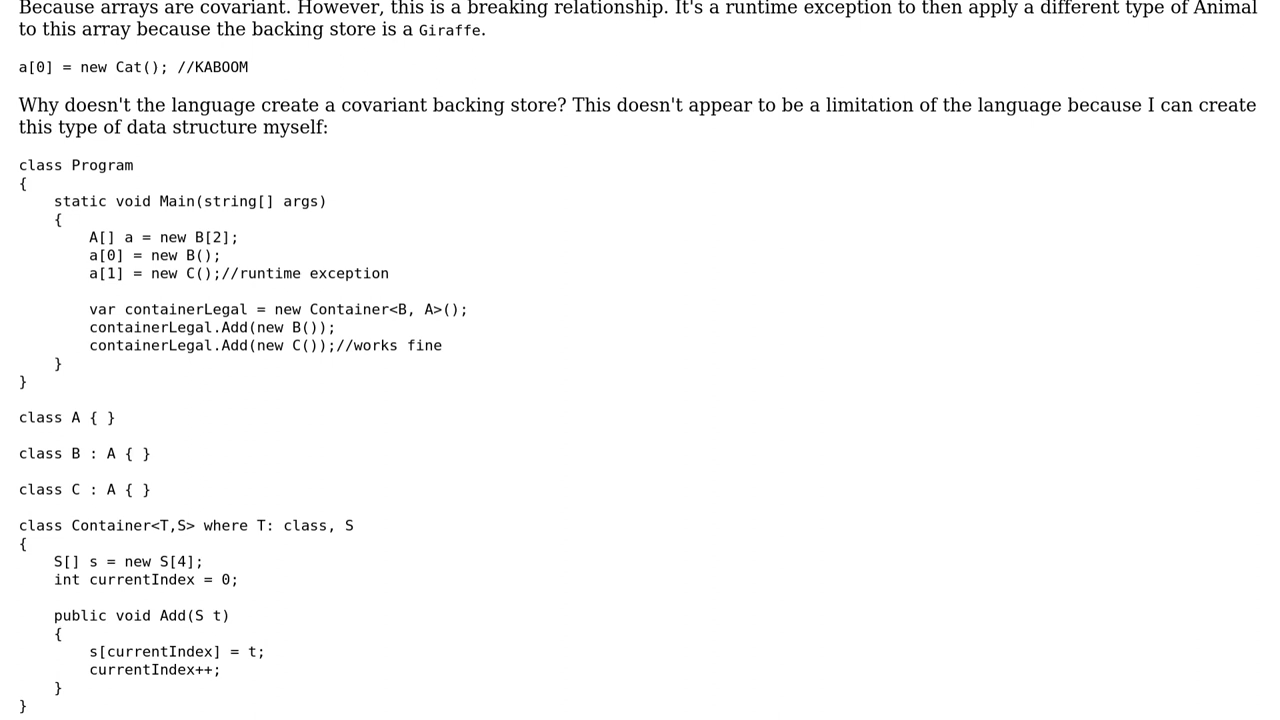 Because arrays are covariant. However, this is a breaking relationship. It's a runtime exception to then apply a different type of Animal
to this array because the backing store is a Giraffe.
a[0] = new Cat(); //KABOOM
Why doesn't the language create a covariant backing store? This doesn't appear to be a limitation of the language because I can create
this type of data structure myself:
class Program
{
    static void Main(string[] args)
    {
        A[] a = new B[2];
        a[0] = new B();
        a[1] = new C();//runtime exception
        var containerLegal = new Container<B, A>();
        containerLegal.Add(new B());
        containerLegal.Add(new C());//works fine
    }
}
class A { }
class B : A { }
class C : A { }
class Container<T,S> where T: class, S
{
    S[] s = new S[4];
    int currentIndex = 0;
    public void Add(S t)
    {
        s[currentIndex] = t;
        currentIndex++;
    }
}